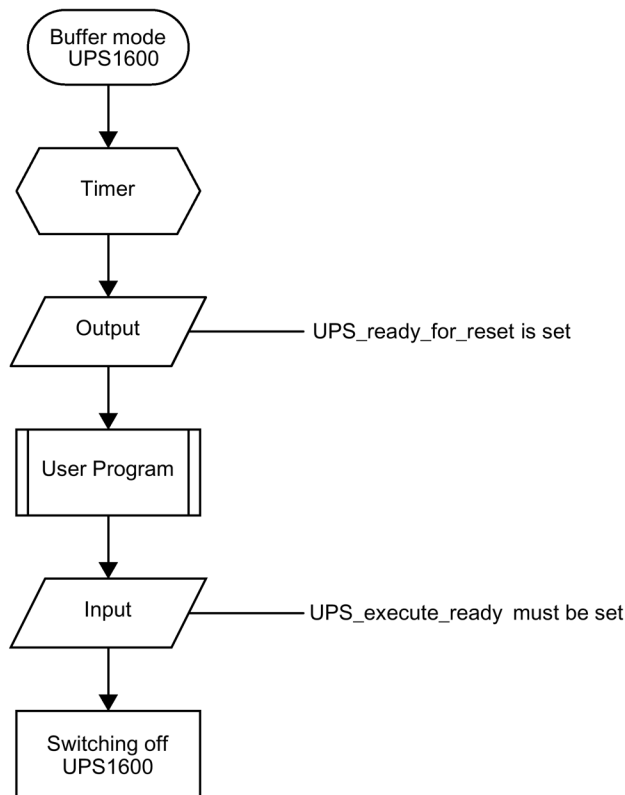 Buffer mode
UPS1600
Timer
Output
UPS_ready_for_reset is set
User Program
Input
UPS_execute_ready must be set
Switching off
UPS1600